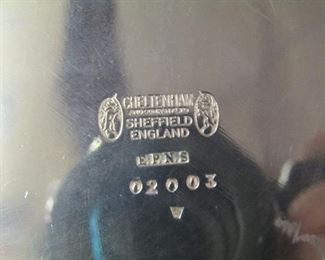 CHELTENHAM
SHEFFIELD
ENGLAND
E.P.N.S
02003